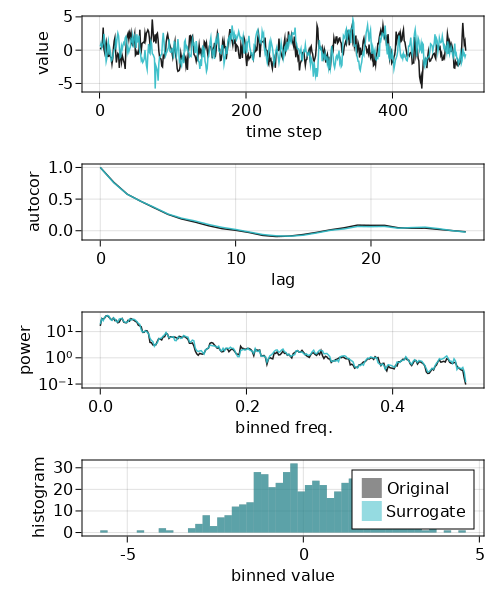 value
5
0
-5
0 200 400
time step
autocor
1.0
0.5
0.0
0 10 20
lag
power
10¹
10⁰
10⁻¹
0.0 0.2 0.4
binned freq.
histogram
30
20
10
0
Original
Surrogate
-5 0 5
binned value